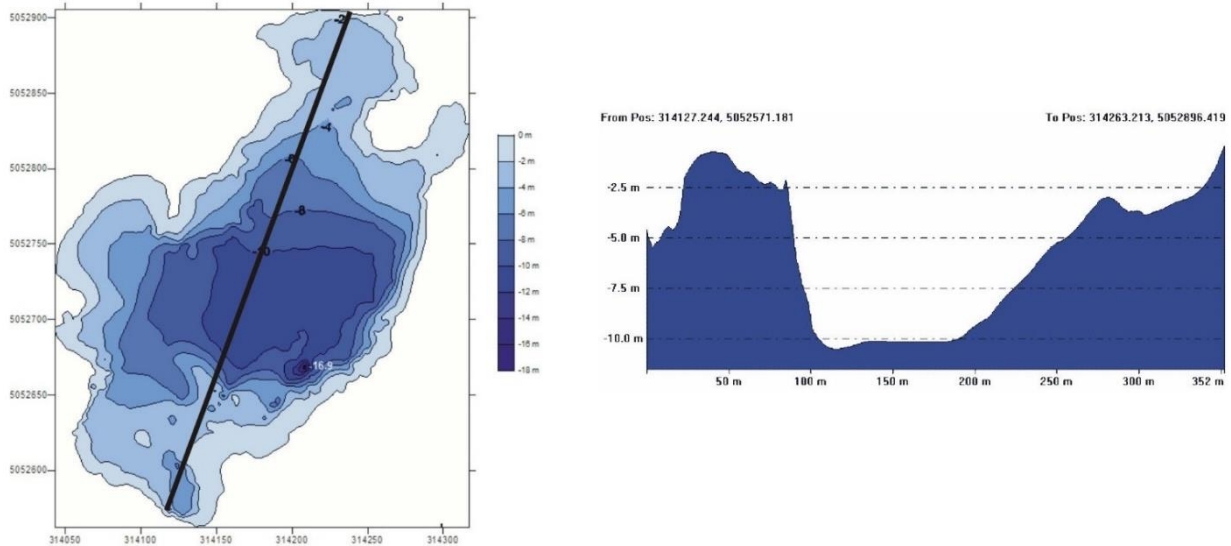 5052900
5052850
5052800
5052750
5052700
5052650
5052600
314050 314100 314150 314200 314250 314300
-2
-4
-6
-8
-10
-16.9
0 m
-2 m
-4 m
-6 m
-8 m
-10 m
-12 m
-14 m
-16 m
-18 m
From Pos: 314127.244, 5052571.181 To Pos: 314263.213, 5052896.419
-2.5 m
-5.0 m
-7.5 m
-10.0 m
50 m 100 m 150 m 200 m 250 m 300 m 352 m